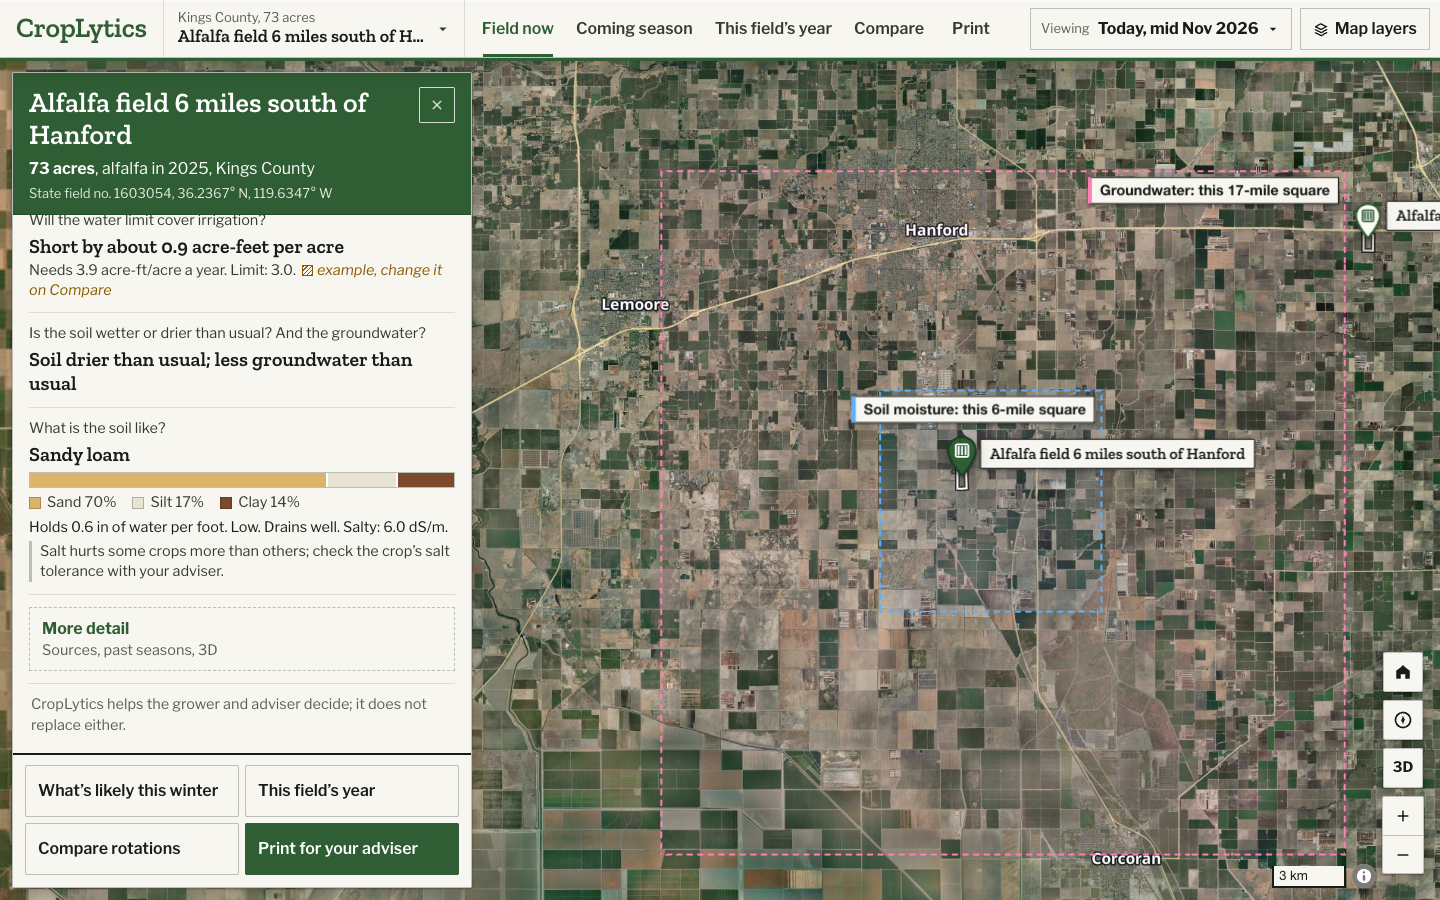 CropLytics
Kings County, 73 acres
Alfalfa field 6 miles south of H...
Field now
Coming season
This field's year
Compare
Print
Viewing Today, mid Nov 2026
Map layers
Alfalfa field 6 miles south of
Hanford
73 acres, alfalfa in 2025, Kings County
State field no. 1603054, 36.2367° N, 119.6347° W
Will the water limit cover irrigation?
Short by about 0.9 acre-feet per acre
Needs 3.9 acre-ft/acre a year. Limit: 3.0. example, change it
on Compare
Is the soil wetter or drier than usual? And the groundwater?
Soil drier than usual; less groundwater than
usual
What is the soil like?
Sandy loam
Sand 70% Silt 17% Clay 14%
Holds 0.6 in of water per foot. Low. Drains well. Salty: 6.0 dS/m.
Salt hurts some crops more than others; check the crop's salt
tolerance with your adviser.
More detail
Sources, past seasons, 3D
CropLytics helps the grower and adviser decide; it does not
replace either.
What's likely this winter
This field's year
Compare rotations
Print for your adviser
Groundwater: this 17-mile square
Alfalfa
Hanford
Lemoore
Soil moisture: this 6-mile square
Alfalfa field 6 miles south of Hanford
Corcoran
3D
+
−
3 km